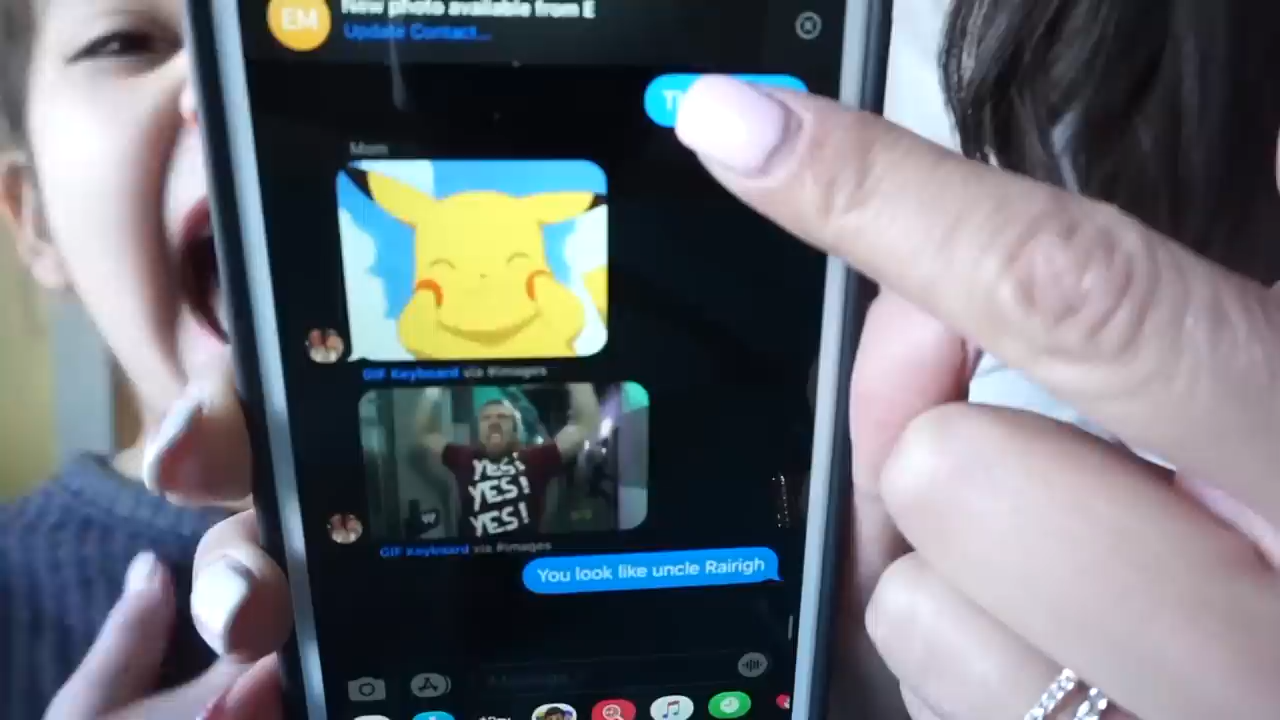 EM
New photo available from E
Update Contact...
Mom
GIF Keyboard via #images
YES!
YES!
YES!
W
GIF Keyboard via #images
You look like uncle Rairigh